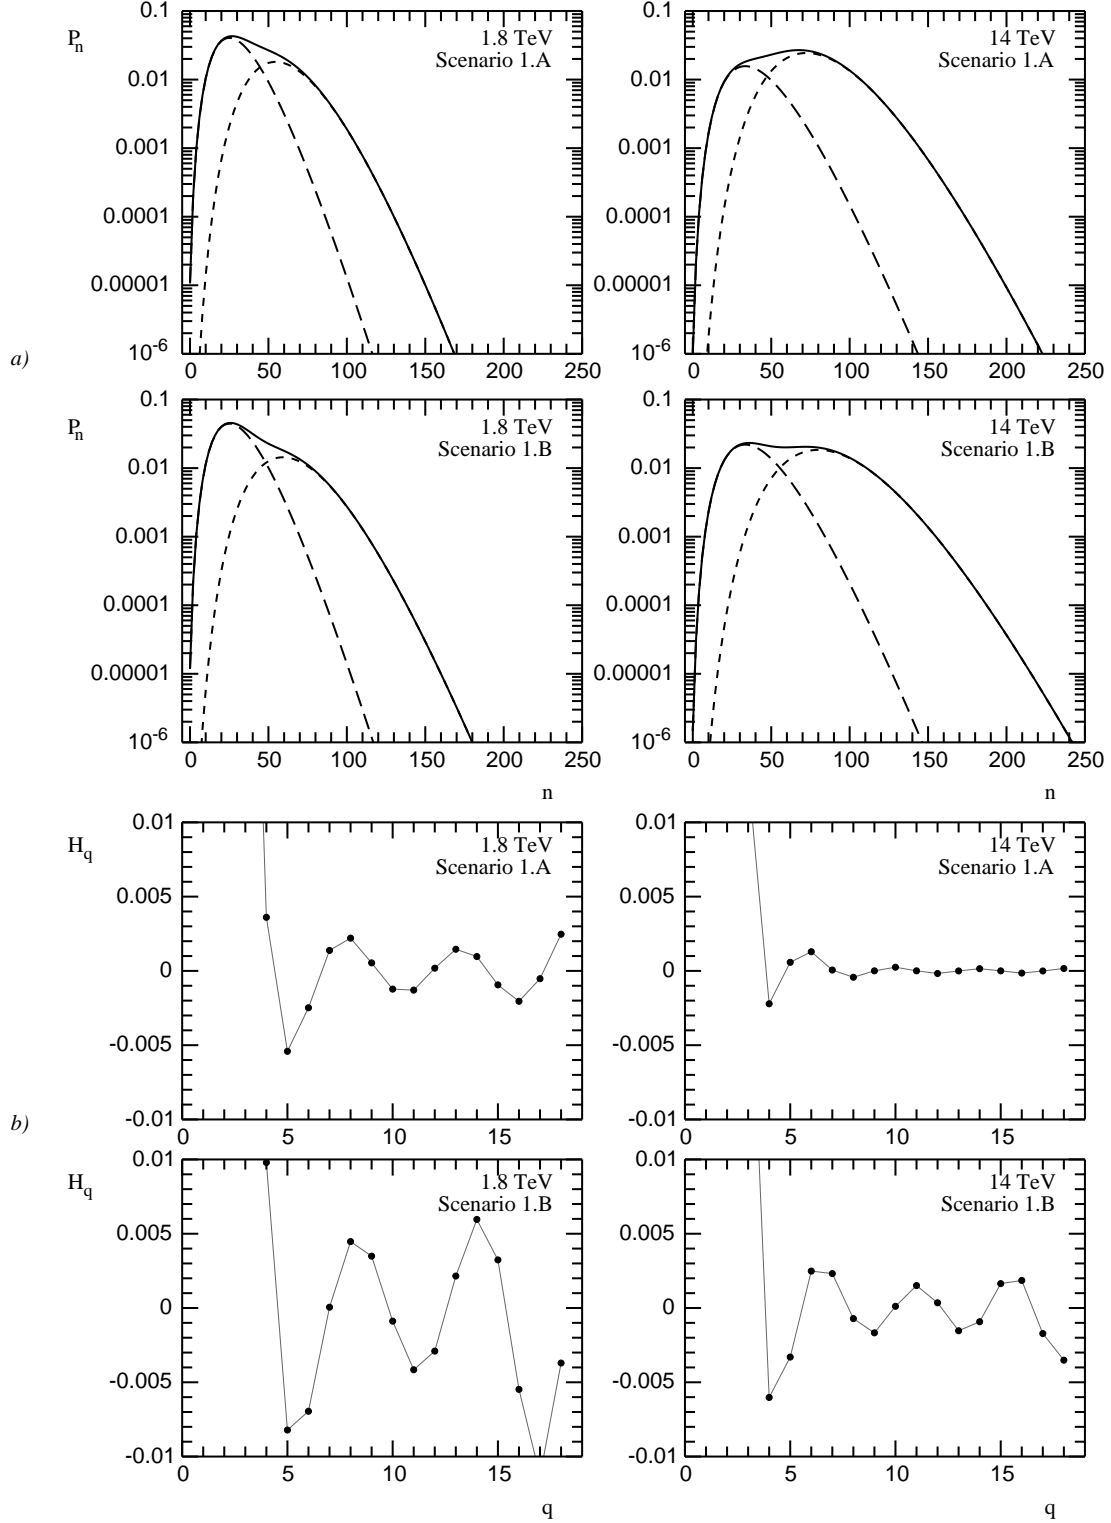 0.1
P_n
1.8 TeV
Scenario 1.A
0.01
0.001
0.0001
0.00001
10^-6
0 50 100 150 200 250
0.1
14 TeV
Scenario 1.A
0.01
0.001
0.0001
0.00001
10^-6
0 50 100 150 200 250
a)
0.1
P_n
1.8 TeV
Scenario 1.B
0.01
0.001
0.0001
0.00001
10^-6
0 50 100 150 200 250
n
0.1
14 TeV
Scenario 1.B
0.01
0.001
0.0001
0.00001
10^-6
0 50 100 150 200 250
n
0.01
H_q
1.8 TeV
Scenario 1.A
0.005
0
-0.005
-0.01
0 5 10 15
0.01
14 TeV
Scenario 1.A
0.005
0
-0.005
-0.01
0 5 10 15
b)
0.01
H_q
1.8 TeV
Scenario 1.B
0.005
0
-0.005
-0.01
0 5 10 15
q
0.01
14 TeV
Scenario 1.B
0.005
0
-0.005
-0.01
0 5 10 15
q